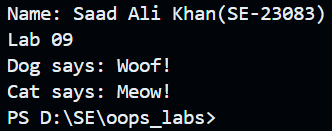 Name: Saad Ali Khan(SE-23083)
Lab 09
Dog says: Woof!
Cat says: Meow!
PS D:\SE\oops_labs>